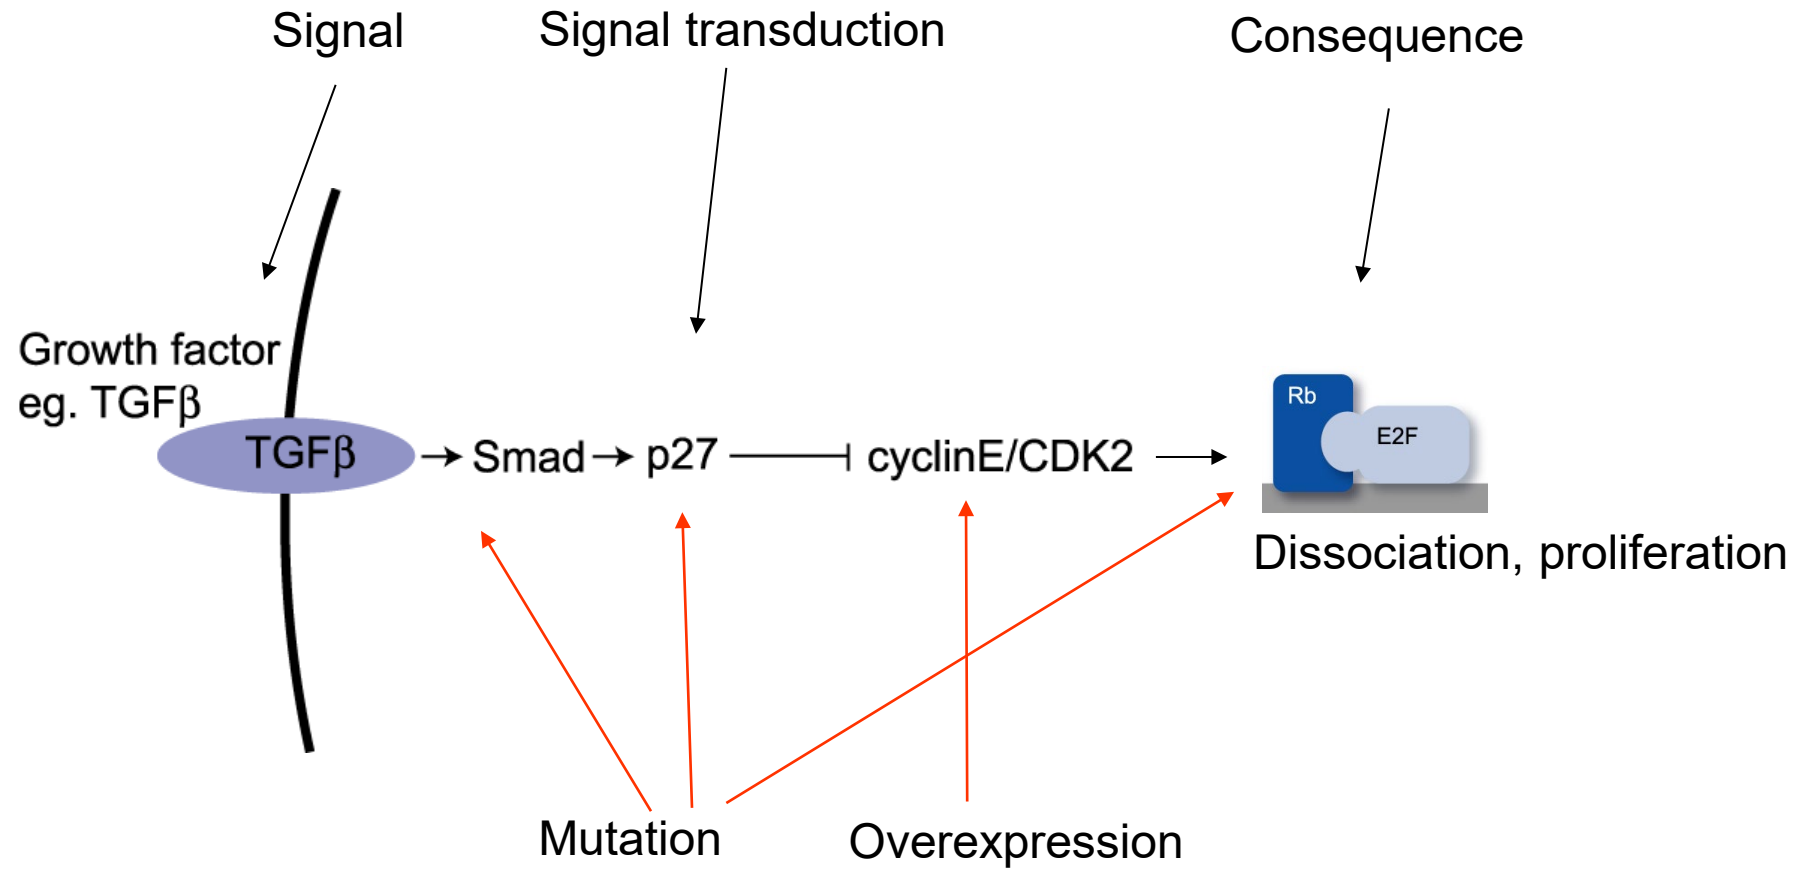 Signal
Signal transduction
Consequence
Growth factor
eg. TGFβ
TGFβ
Smad
p27
cyclinE/CDK2
Rb
E2F
Dissociation, proliferation
Mutation
Overexpression